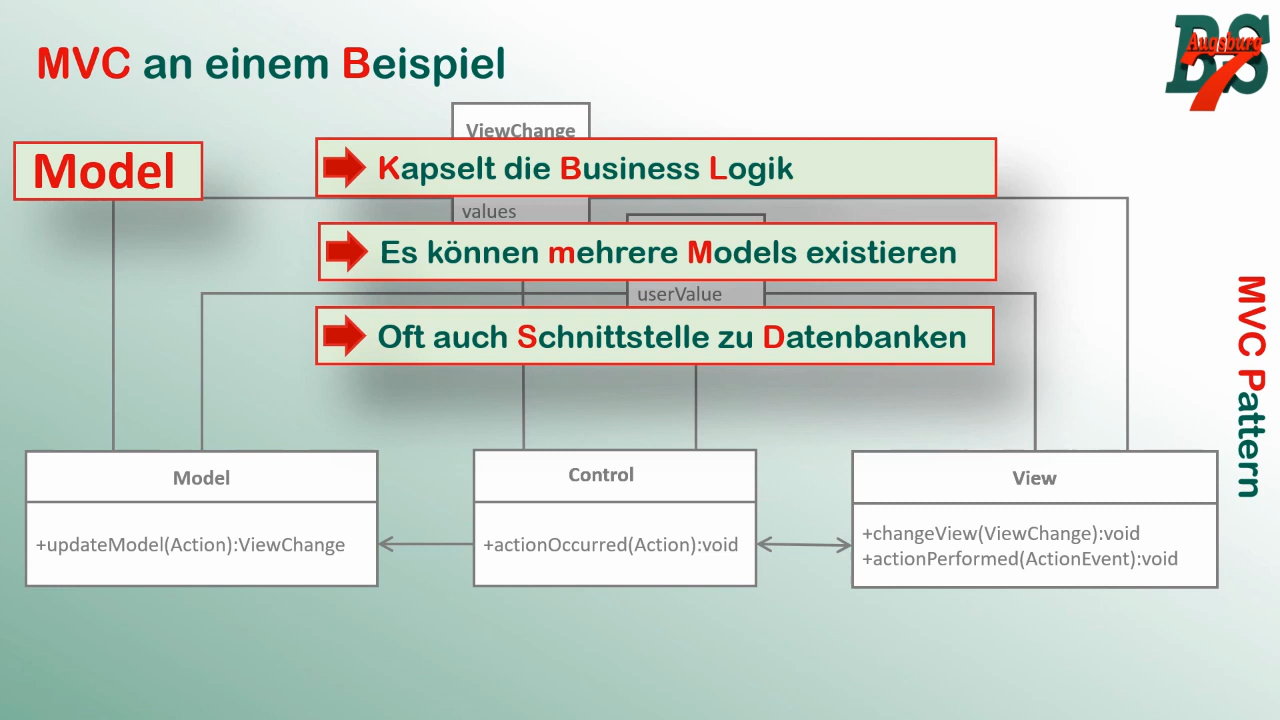 MVC an einem Beispiel
BS
Augsburg
7
ViewChange
Model
Kapselt die Business Logik
values
Es können mehrere Models existieren
userValue
Oft auch Schnittstelle zu Datenbanken
MVC Pattern
Model
+updateModel(Action):ViewChange
Control
+actionOccurred(Action):void
View
+changeView(ViewChange):void
+actionPerformed(ActionEvent):void